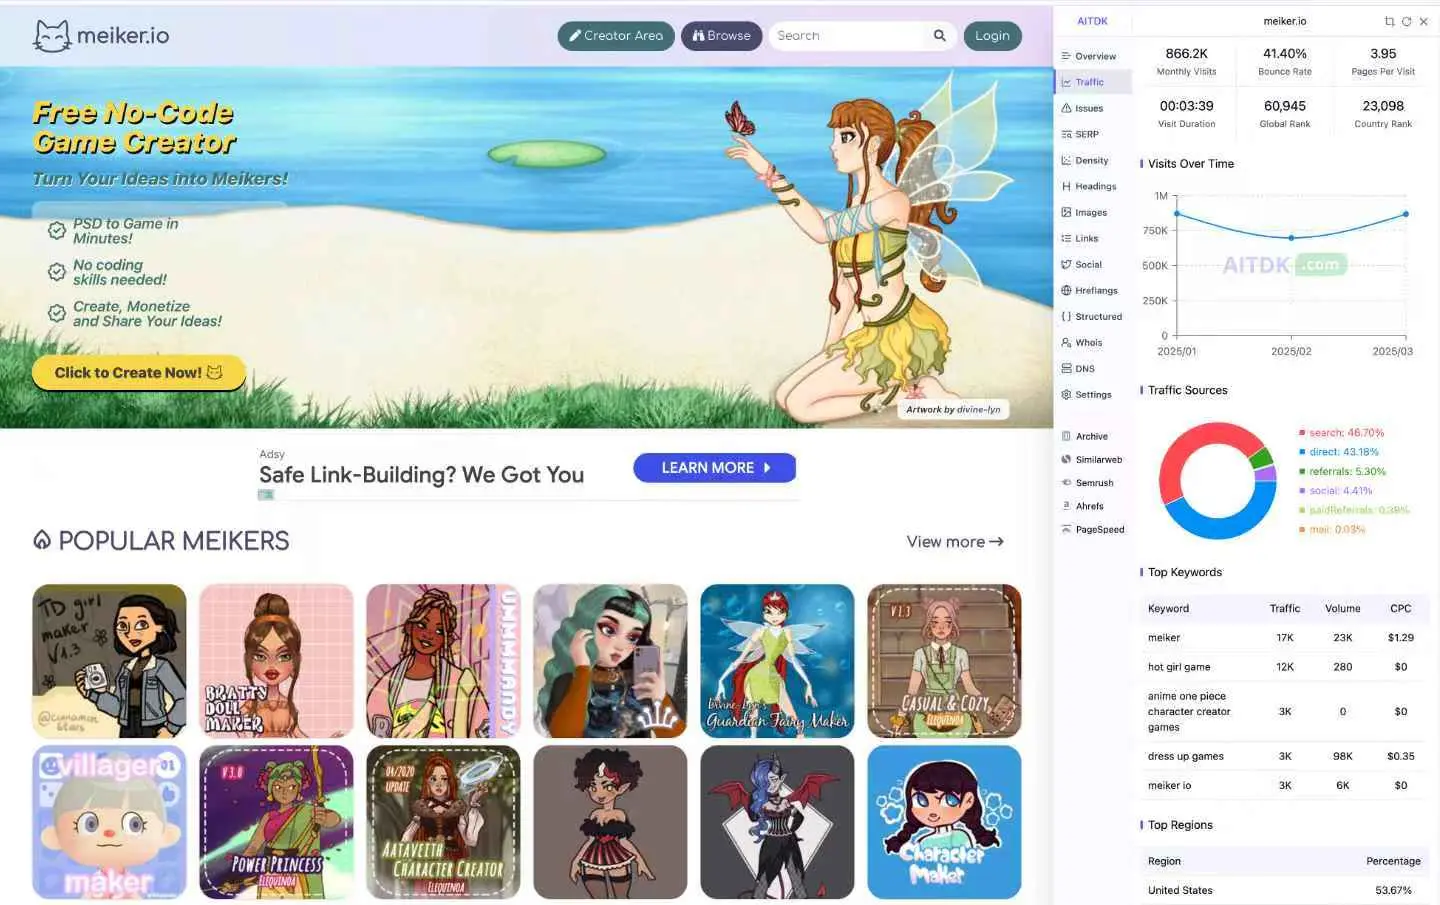 meiker.io
Creator Area
Browse
Search
Login
Free No-Code
Game Creator
Turn Your Ideas into Meikers!
PSD to Game in
Minutes!
No coding
skills needed!
Create, Monetize
and Share Your Ideas!
Click to Create Now!
Artwork by divine-lyn
Adsy
Safe Link-Building? We Got You
LEARN MORE
POPULAR MEIKERS
View more →
TD girl
maker
V 1.3
@cinnamon
stars
BRATTY
DOLL
MAKER
UMMMMANDY
D
Divine-Lyn's
Guardian Fairy Maker
V1.3
CASUAL & COZY
ELEQUINOA
villager
01
maker
V 3.0
POWER PRINCESS
ELEQUINOA
04/2020
UPDATE
AATAVEITH
CHARACTER CREATOR
ELEQUINOA
Character
Maker
AITDK
meiker.io
Overview
Traffic
Issues
SERP
Density
Headings
Images
Links
Social
Hreflangs
Structured
Whois
DNS
Settings
Archive
Similarweb
Semrush
Ahrefs
PageSpeed
866.2K
41.40%
3.95
Monthly Visits
Bounce Rate
Pages Per Visit
00:03:39
60,945
23,098
Visit Duration
Global Rank
Country Rank
Visits Over Time
1M
750K
500K
250K
0
AITDK .com
2025/01
2025/02
2025/03
Traffic Sources
search: 46.70%
direct: 43.18%
referrals: 5.30%
social: 4.41%
paidReferrals: 0.38%
mail: 0.03%
Top Keywords
Keyword Traffic Volume CPC
meiker 17K 23K $1.29
hot girl game 12K 280 $0
anime one piece
character creator 3K 0 $0
games
dress up games 3K 98K $0.35
meiker io 3K 6K $0
Top Regions
Region Percentage
United States 53.67%